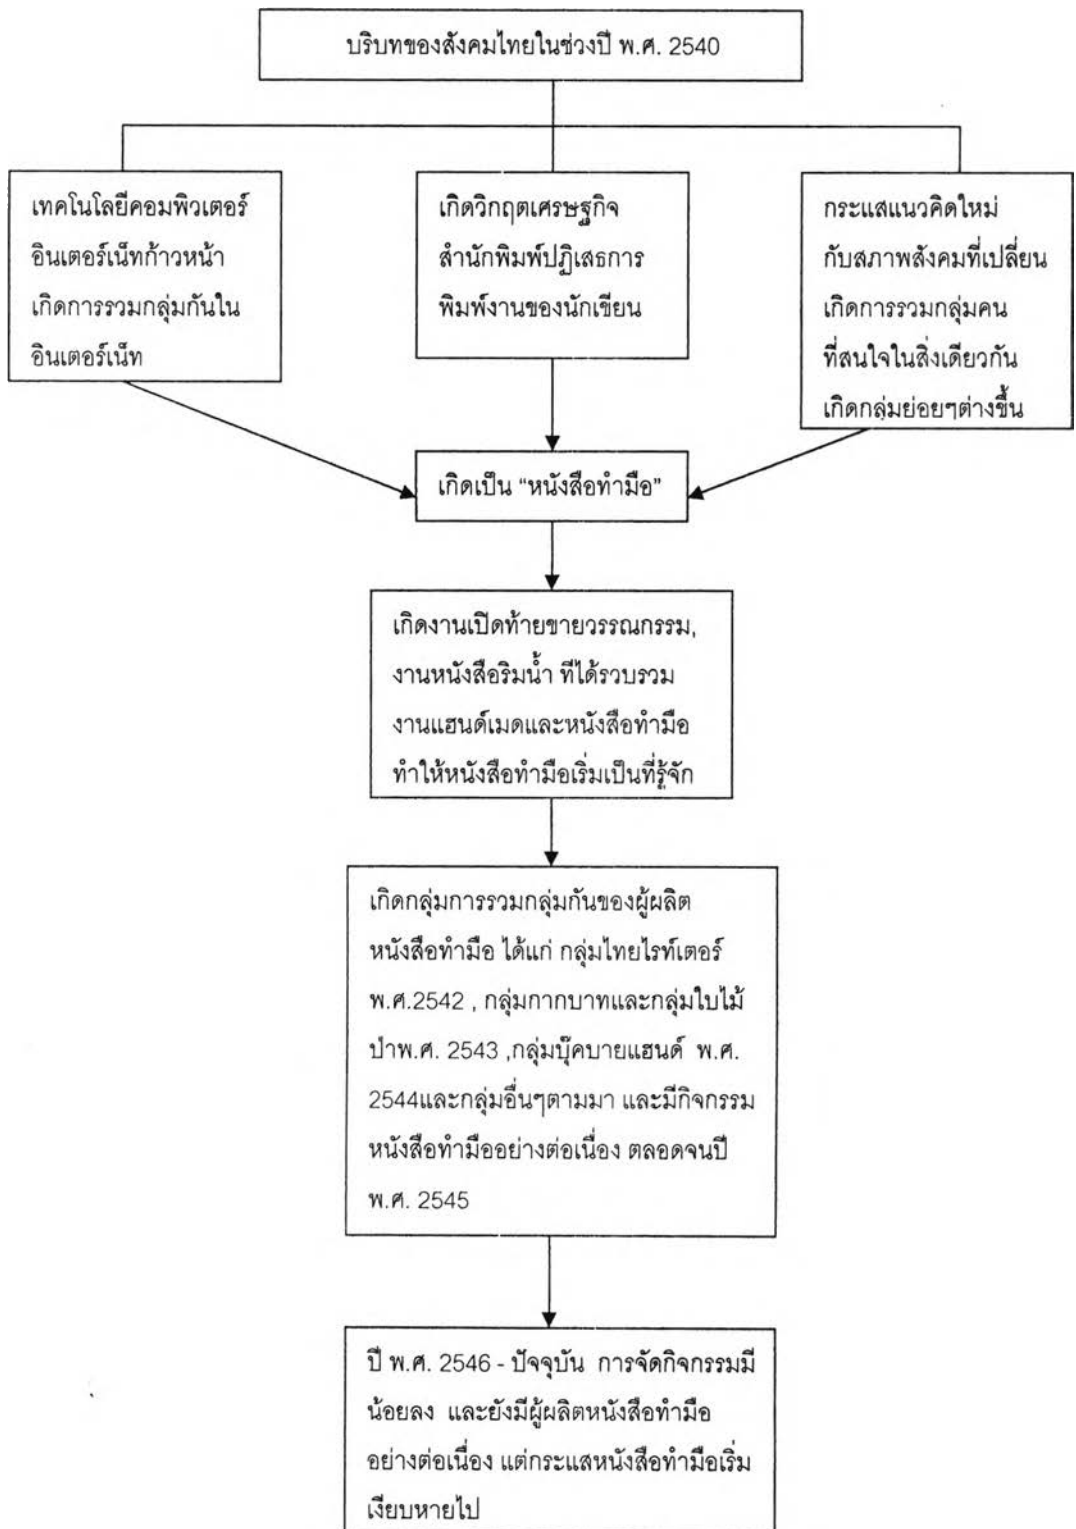 บริบทของสังคมไทยในช่วงปี พ.ศ. 2540
เทคโนโลยีคอมพิวเตอร์
อินเตอร์เน็ทก้าวหน้า
เกิดการรวมกลุ่มกันใน
อินเตอร์เน็ท
เกิดวิกฤตเศรษฐกิจ
สำนักพิมพ์ปฏิเสธการ
พิมพ์งานของนักเขียน
กระแสแนวคิดใหม่
กับสภาพสังคมที่เปลี่ยน
เกิดการรวมกลุ่มคน
ที่สนใจในสิ่งเดียวกัน
เกิดกลุ่มย่อยๆต่างขึ้น
เกิดเป็น “หนังสือทำมือ”
เกิดงานเปิดท้ายขายวรรณกรรม,
งานหนังสือริมน้ำ ที่ได้รวบรวม
งานแฮนด์เมดและหนังสือทำมือ
ทำให้หนังสือทำมือเริ่มเป็นที่รู้จัก
เกิดกลุ่มการรวมกลุ่มกันของผู้ผลิต
หนังสือทำมือ ได้แก่ กลุ่มไทยไรท์เตอร์
พ.ศ.2542 , กลุ่มกากบาทและกลุ่มใบไม้
ป่าพ.ศ. 2543 ,กลุ่มบุ๊คบายแฮนด์ พ.ศ.
2544และกลุ่มอื่นๆตามมา และมีกิจกรรม
หนังสือทำมืออย่างต่อเนื่อง ตลอดจนปี
พ.ศ. 2545
ปี พ.ศ. 2546 - ปัจจุบัน การจัดกิจกรรมมี
น้อยลง และยังมีผู้ผลิตหนังสือทำมือ
อย่างต่อเนื่อง แต่กระแสหนังสือทำมือเริ่ม
เงียบหายไป